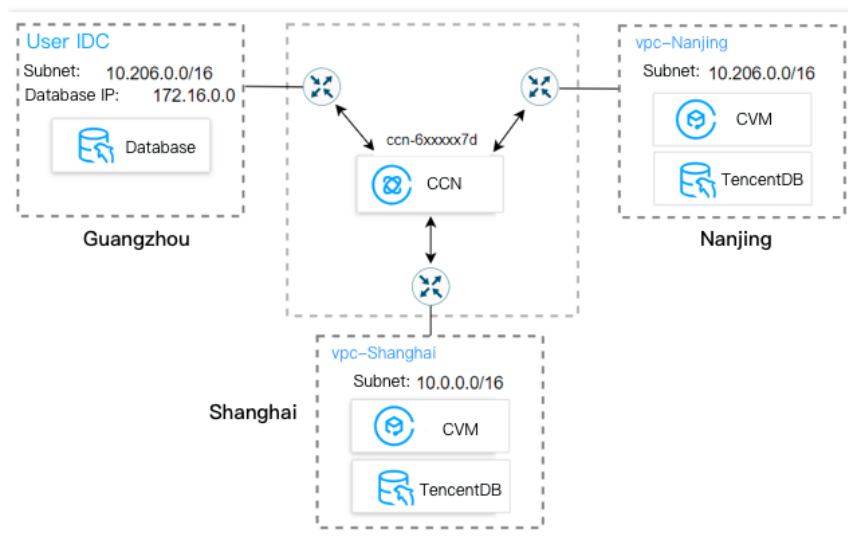 User IDC
Subnet: 10.206.0.0/16
Database IP: 172.16.0.0
Database
Guangzhou
ccn-6xxxxx7d
CCN
vpc-Nanjing
Subnet: 10.206.0.0/16
CVM
TencentDB
Nanjing
vpc-Shanghai
Subnet: 10.0.0.0/16
Shanghai
CVM
TencentDB